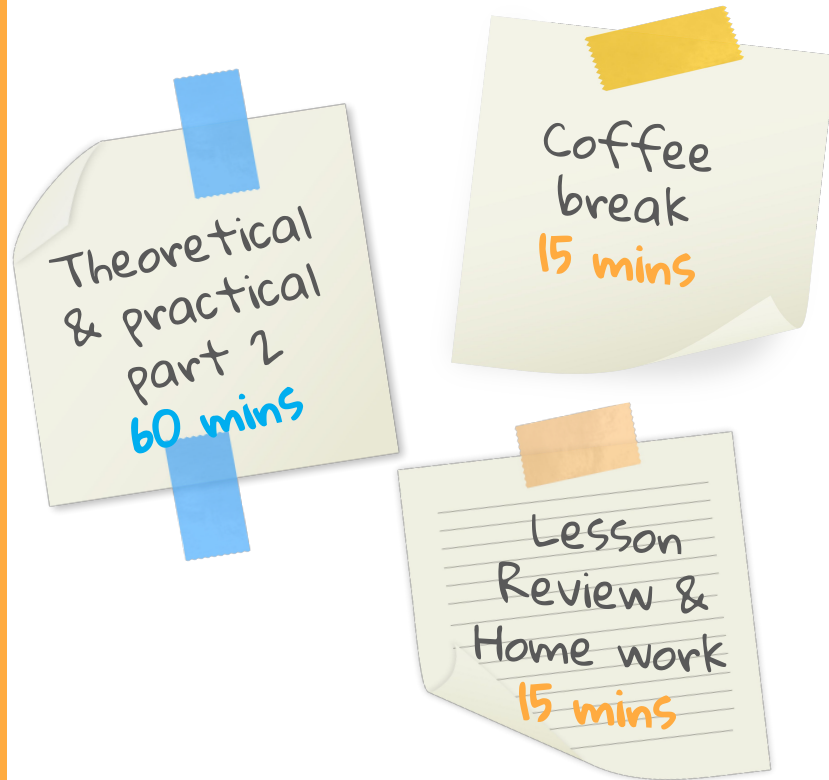 Coffee
break
15 mins
Theoretical
& practical
part 2
60 mins
Lesson
Review &
Home work
15 mins